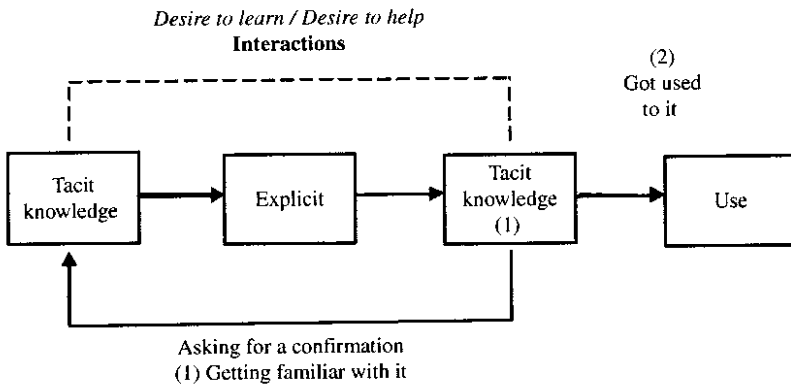 Desire to learn / Desire to help
Interactions
(2)
Got used
to it
Tacit
knowledge
Explicit
Tacit
knowledge
(1)
Use
Asking for a confirmation
(1) Getting familiar with it